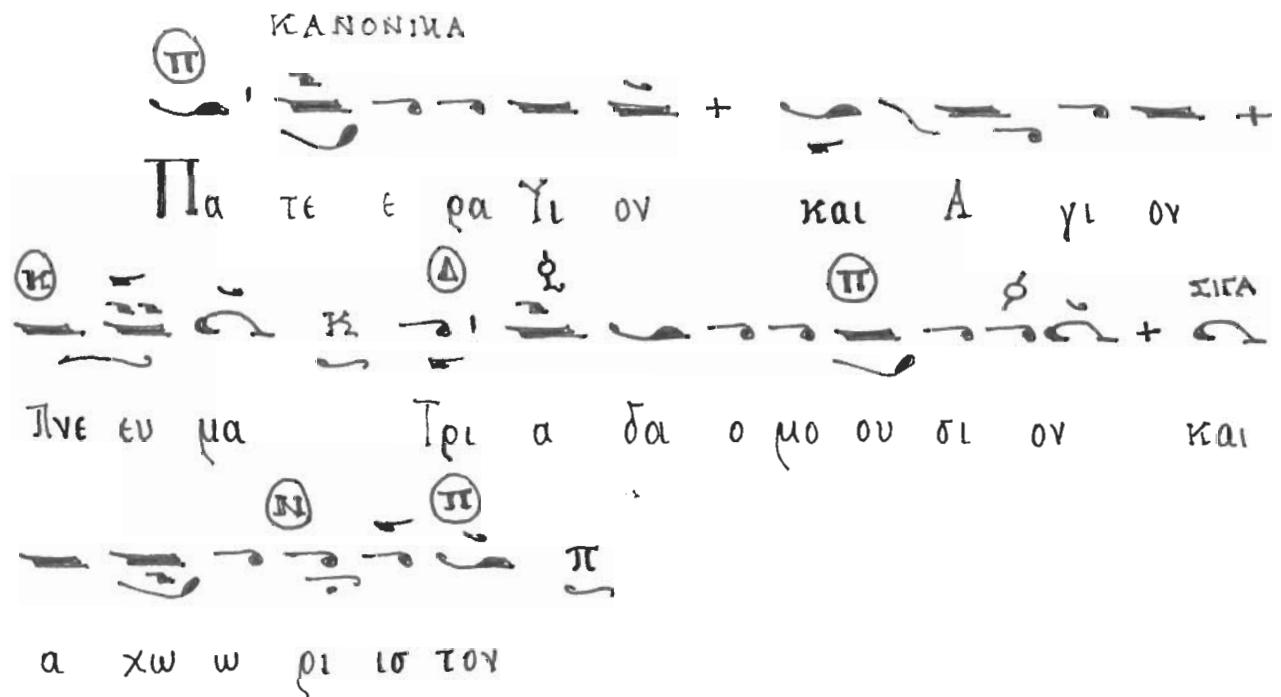 ΚΑΝΟΝΙΚΑ
Π
Πα τε ε ρα Υι ον και Α γι ον
Κ Δ Π ΣΙΓΑ
Κ
Πνε ευ μα Τρι α δα ο μο ου σι ον και
Ν Π
π
α χω ω ρι ισ τον